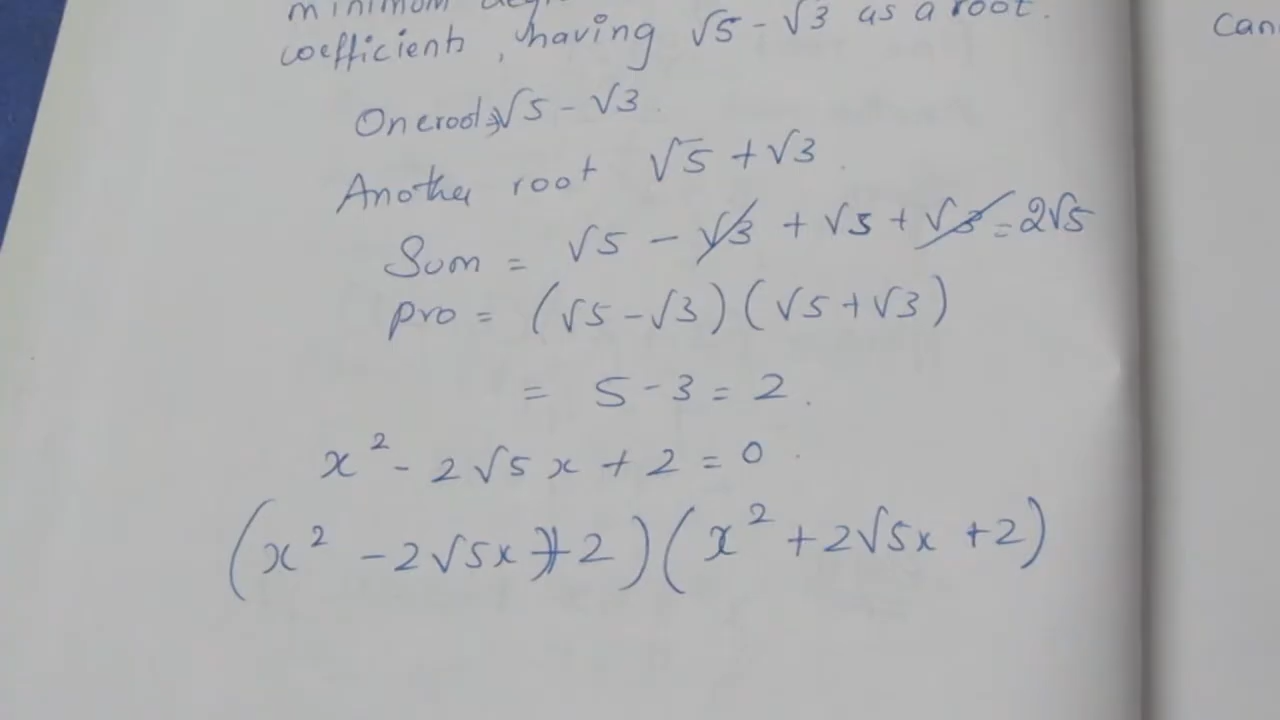 minimum
coefficients, having √5 - √3 as a root.
One root √5 - √3.
Another root √5 + √3.
Sum = √5 - √3 + √5 + √3 = 2√5
pro = (√5 - √3)(√5 + √3)
= 5 - 3 = 2.
x² - 2√5 x + 2 = 0.
(x² - 2√5x + 2)(x² + 2√5x + 2)